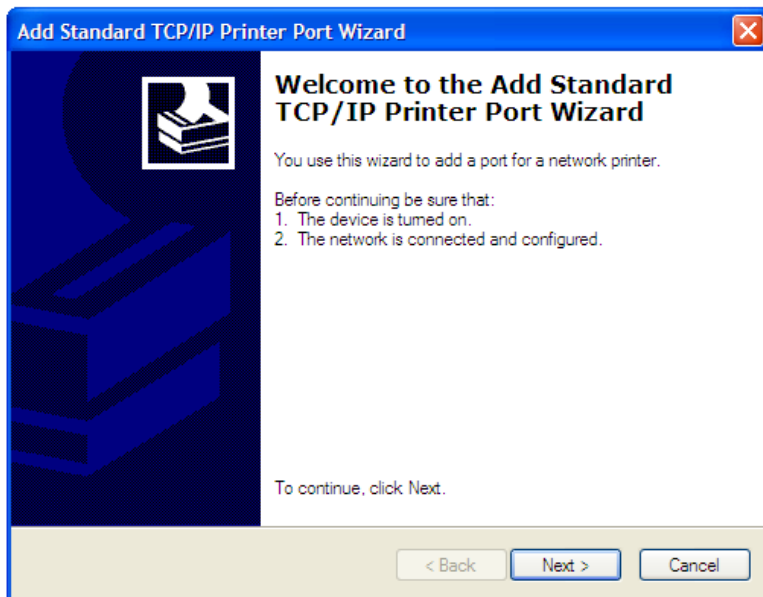 Add Standard TCP/IP Printer Port Wizard
Welcome to the Add Standard
TCP/IP Printer Port Wizard
You use this wizard to add a port for a network printer.
Before continuing be sure that:
1. The device is turned on.
2. The network is connected and configured.
To continue, click Next.
< Back Next > Cancel